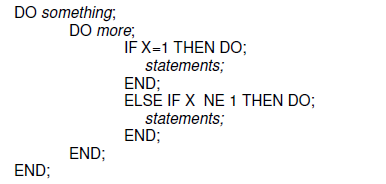 DO something;
DO more;
IF X=1 THEN DO;
statements;
END;
ELSE IF X NE 1 THEN DO;
statements;
END;
END;
END;